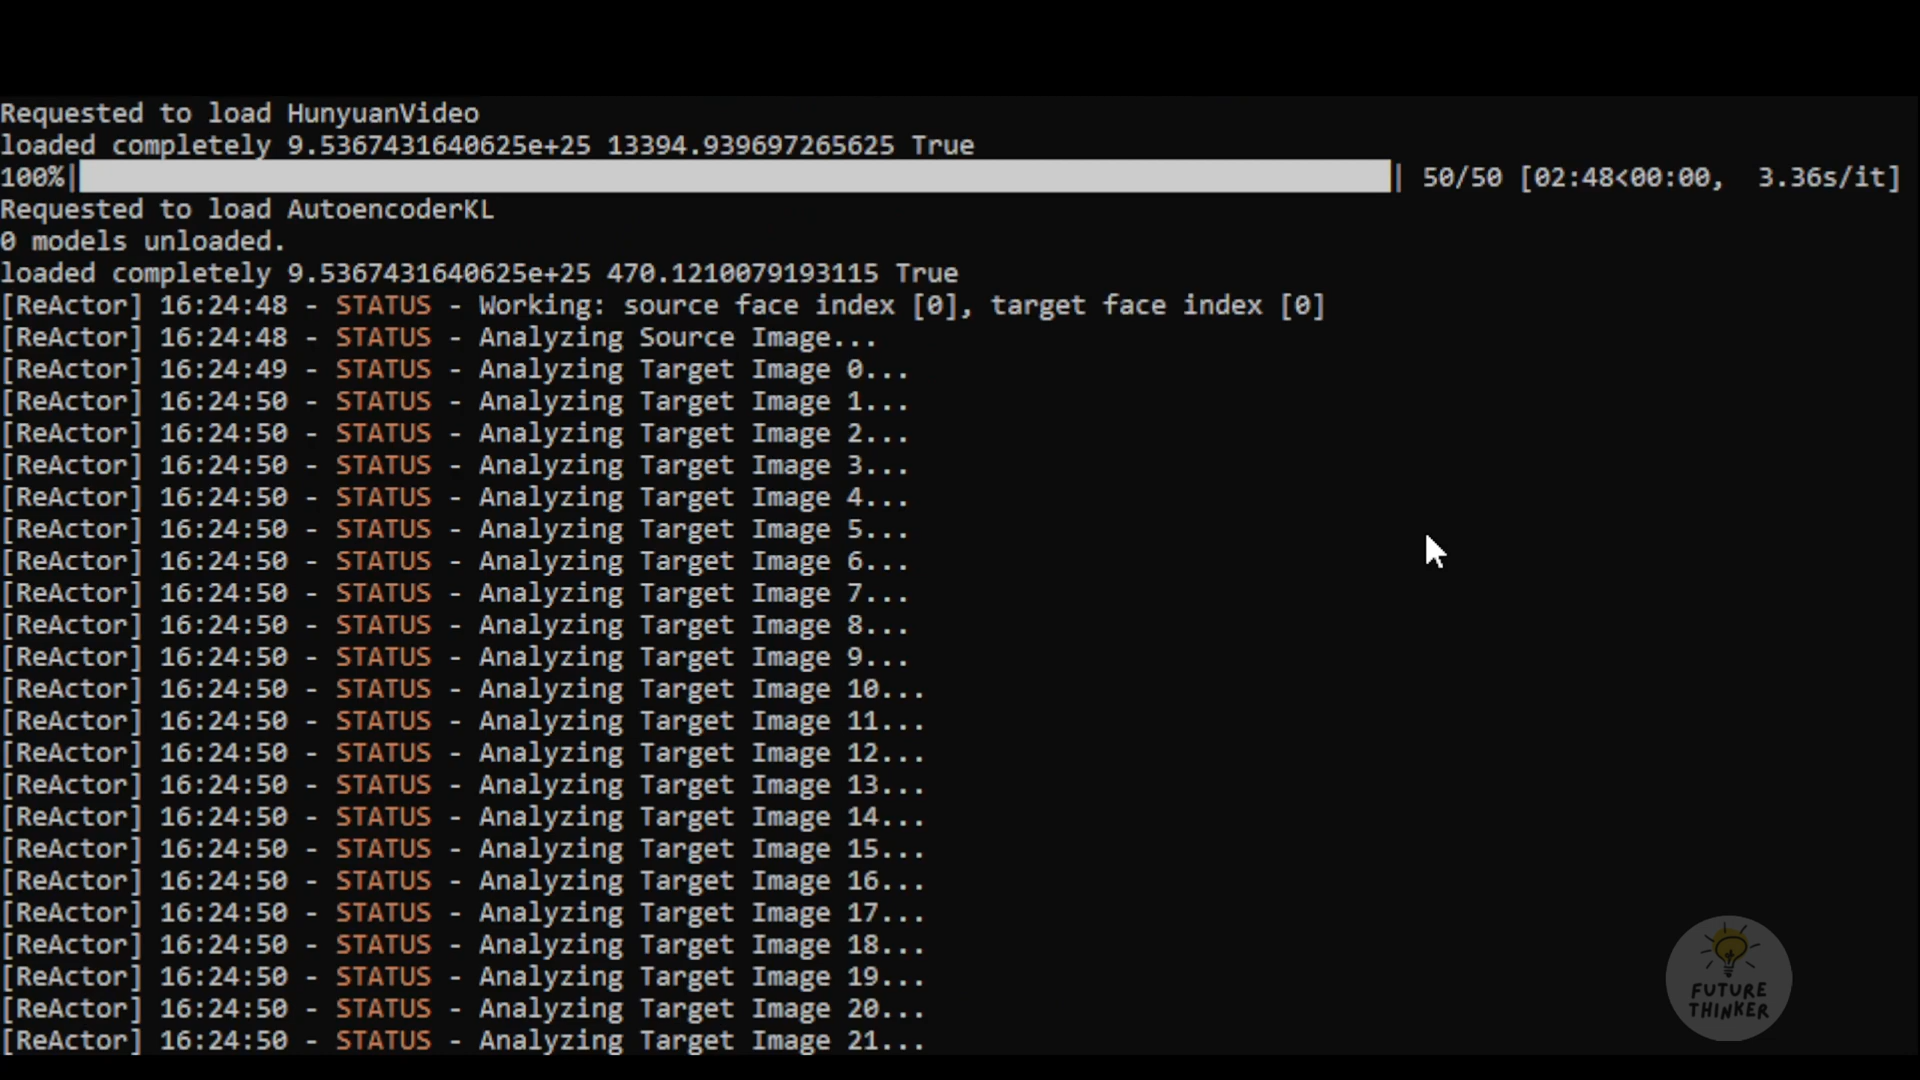 Requested to load HunyuanVideo
loaded completely 9.5367431640625e+25 13394.939697265625 True
100%| | 50/50 [02:48<00:00, 3.36s/it]
Requested to load AutoencoderKL
0 models unloaded.
loaded completely 9.5367431640625e+25 470.1210079193115 True
[ReActor] 16:24:48 - STATUS - Working: source face index [0], target face index [0]
[ReActor] 16:24:48 - STATUS - Analyzing Source Image...
[ReActor] 16:24:49 - STATUS - Analyzing Target Image 0...
[ReActor] 16:24:50 - STATUS - Analyzing Target Image 1...
[ReActor] 16:24:50 - STATUS - Analyzing Target Image 2...
[ReActor] 16:24:50 - STATUS - Analyzing Target Image 3...
[ReActor] 16:24:50 - STATUS - Analyzing Target Image 4...
[ReActor] 16:24:50 - STATUS - Analyzing Target Image 5...
[ReActor] 16:24:50 - STATUS - Analyzing Target Image 6...
[ReActor] 16:24:50 - STATUS - Analyzing Target Image 7...
[ReActor] 16:24:50 - STATUS - Analyzing Target Image 8...
[ReActor] 16:24:50 - STATUS - Analyzing Target Image 9...
[ReActor] 16:24:50 - STATUS - Analyzing Target Image 10...
[ReActor] 16:24:50 - STATUS - Analyzing Target Image 11...
[ReActor] 16:24:50 - STATUS - Analyzing Target Image 12...
[ReActor] 16:24:50 - STATUS - Analyzing Target Image 13...
[ReActor] 16:24:50 - STATUS - Analyzing Target Image 14...
[ReActor] 16:24:50 - STATUS - Analyzing Target Image 15...
[ReActor] 16:24:50 - STATUS - Analyzing Target Image 16...
[ReActor] 16:24:50 - STATUS - Analyzing Target Image 17...
[ReActor] 16:24:50 - STATUS - Analyzing Target Image 18...
[ReActor] 16:24:50 - STATUS - Analyzing Target Image 19...
[ReActor] 16:24:50 - STATUS - Analyzing Target Image 20...
[ReActor] 16:24:50 - STATUS - Analyzing Target Image 21...
FUTURE
THINKER